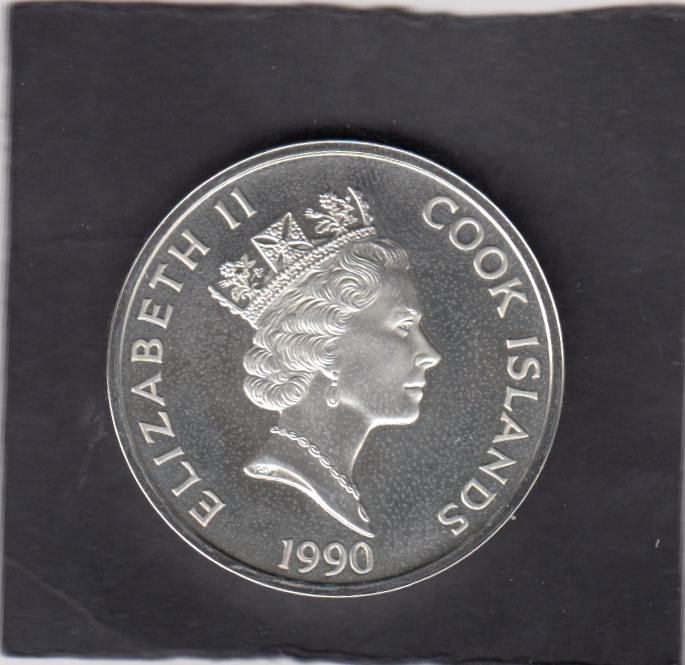 ELIZABETH II
COOK ISLANDS
1990